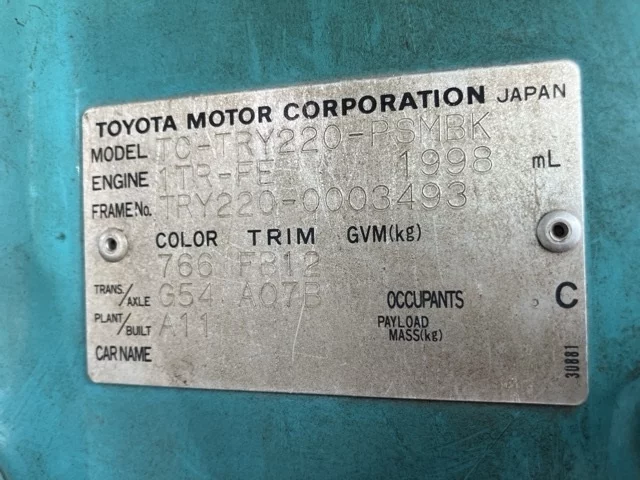 TOYOTA MOTOR CORPORATION JAPAN
MODEL TC-TRY220-PSMBK
ENGINE 1TR-FE 1998 mL
FRAME No. TRY220-0003493
COLOR TRIM GVM(kg)
766 FB12
TRANS./AXLE G54 A07B OCCUPANTS C
PLANT/BUILT A11 PAYLOAD MASS(kg)
CAR NAME
30881